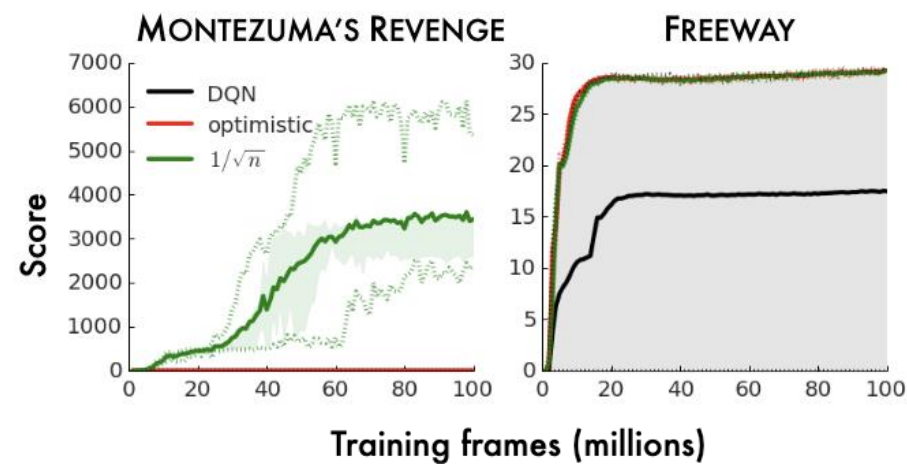 MONTEZUMA'S REVENGE
FREEWAY
7000
6000
5000
4000
3000
2000
1000
0
DQN
optimistic
1/√n
0 20 40 60 80 100
30
25
20
15
10
5
0
0 20 40 60 80 100
Score
Training frames (millions)